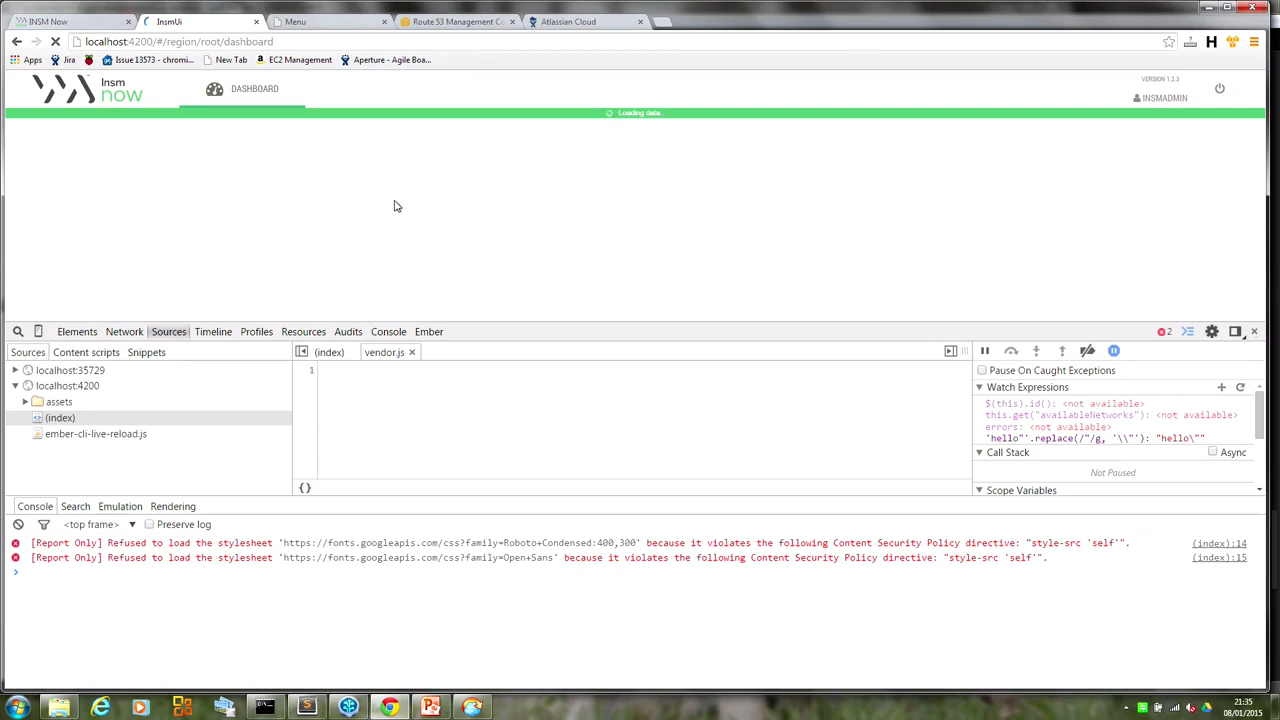 INSM Now
InsmUi
Menu
Route 53 Management Co
Atlassian Cloud
localhost:4200/#/region/root/dashboard
Apps
Jira
Issue 13573 - chromi...
New Tab
EC2 Management
Aperture - Agile Boa...
Insm
now
DASHBOARD
VERSION 1.2.3
INSMADMIN
Loading data...
Elements Network Sources Timeline Profiles Resources Audits Console Ember
2
Sources Content scripts Snippets
(index) vendor.js
localhost:35729
localhost:4200
assets
(index)
ember-cli-live-reload.js
1
{}
Pause On Caught Exceptions
Watch Expressions
$(this).id(): <not available>
this.get("availableNetworks"): <not available>
errors: <not available>
'hello"'.replace(/"/g, '\\"'): "hello\""
Call Stack
Async
Not Paused
Scope Variables
Console Search Emulation Rendering
<top frame>
Preserve log
[Report Only] Refused to load the stylesheet 'https://fonts.googleapis.com/css?family=Roboto+Condensed:400,300' because it violates the following Content Security Policy directive: "style-src 'self'". (index):14
[Report Only] Refused to load the stylesheet 'https://fonts.googleapis.com/css?family=Open+Sans' because it violates the following Content Security Policy directive: "style-src 'self'". (index):15
21:35
08/01/2015